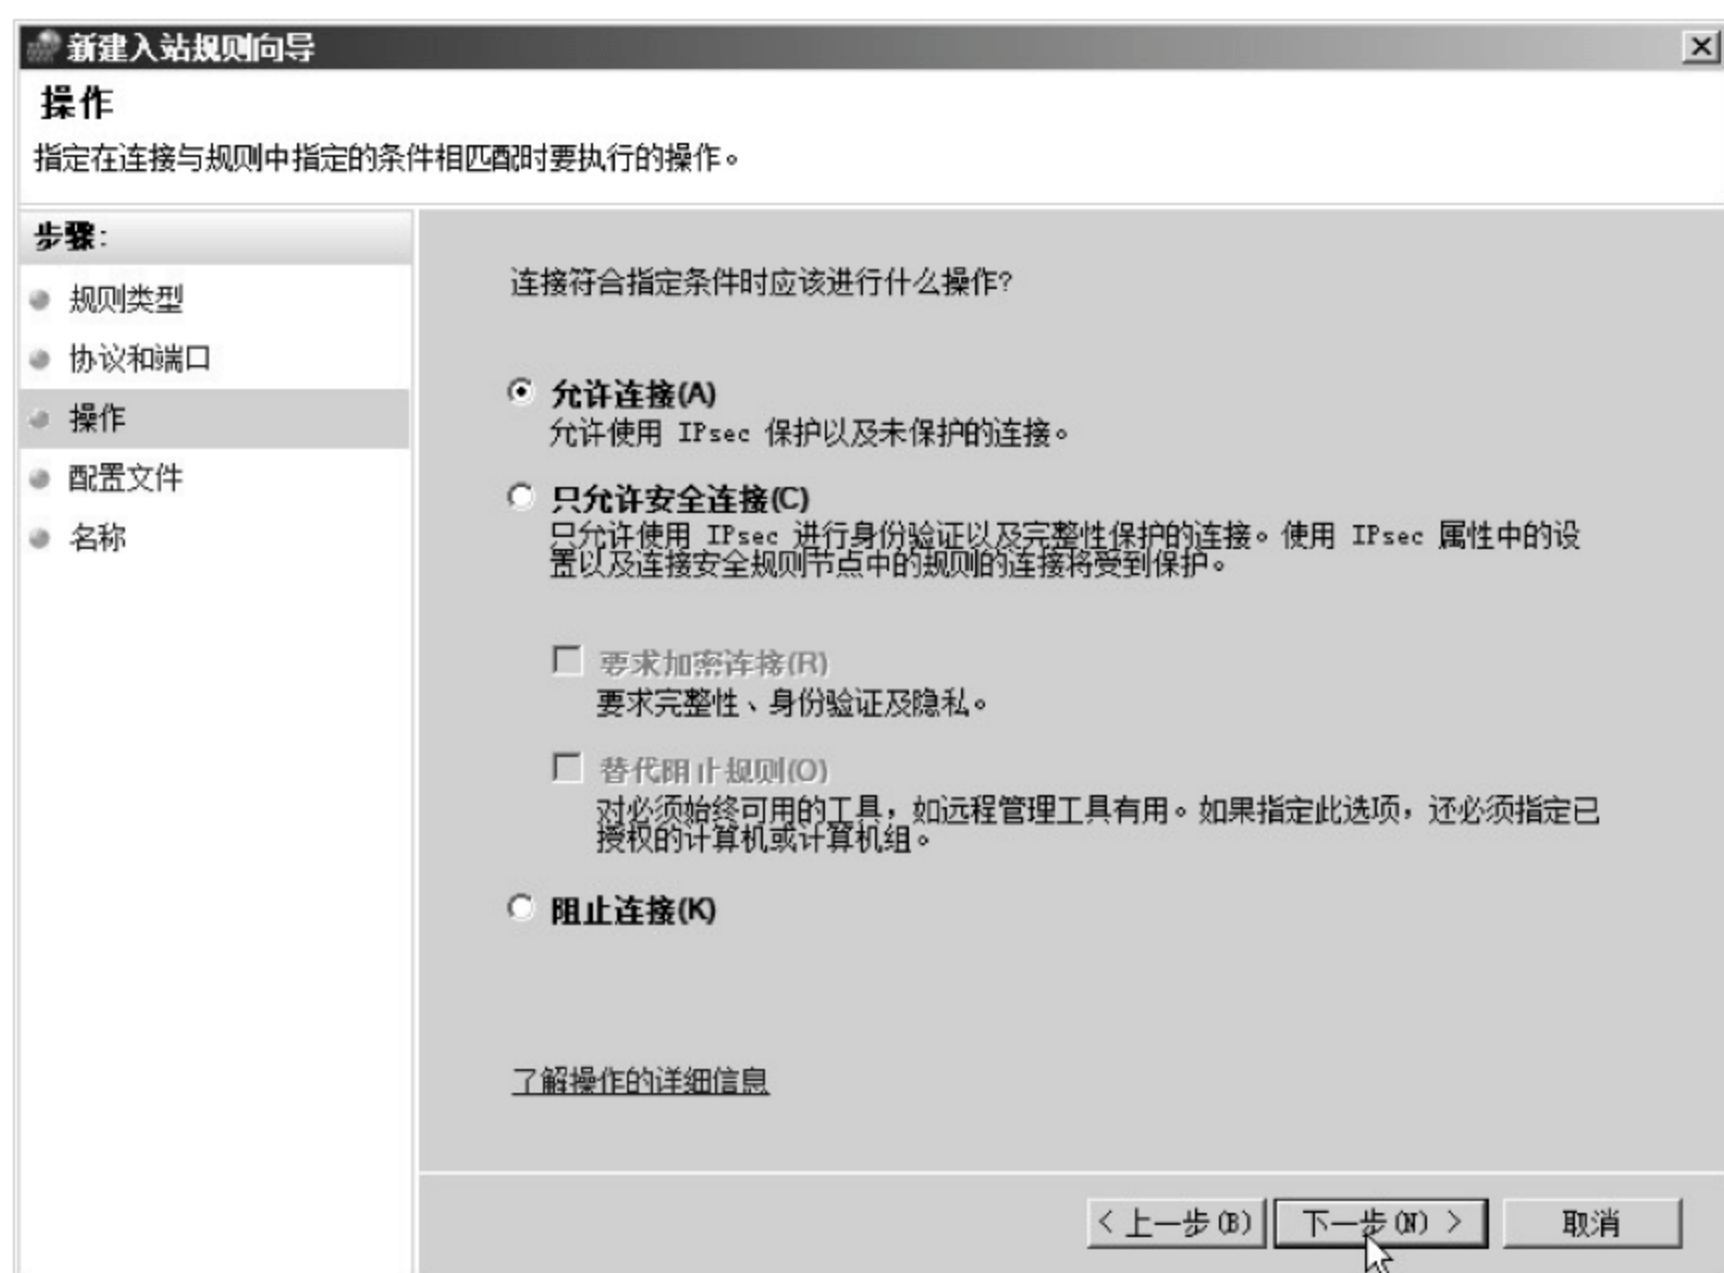 新建入站规则向导
操作
指定在连接与规则中指定的条件相匹配时要执行的操作。
步骤:
规则类型
协议和端口
操作
配置文件
名称
连接符合指定条件时应该进行什么操作?
允许连接(A)
允许使用 IPsec 保护以及未保护的连接。
只允许安全连接(C)
只允许使用 IPsec 进行身份验证以及完整性保护的连接。使用 IPsec 属性中的设
置以及连接安全规则节点中的规则的连接将受到保护。
要求加密连接(R)
要求完整性、身份验证及隐私。
替代阻止规则(O)
对必须始终可用的工具，如远程管理工具有用。如果指定此选项，还必须指定已
授权的计算机或计算机组。
阻止连接(K)
了解操作的详细信息
< 上一步(B) 下一步(N) > 取消